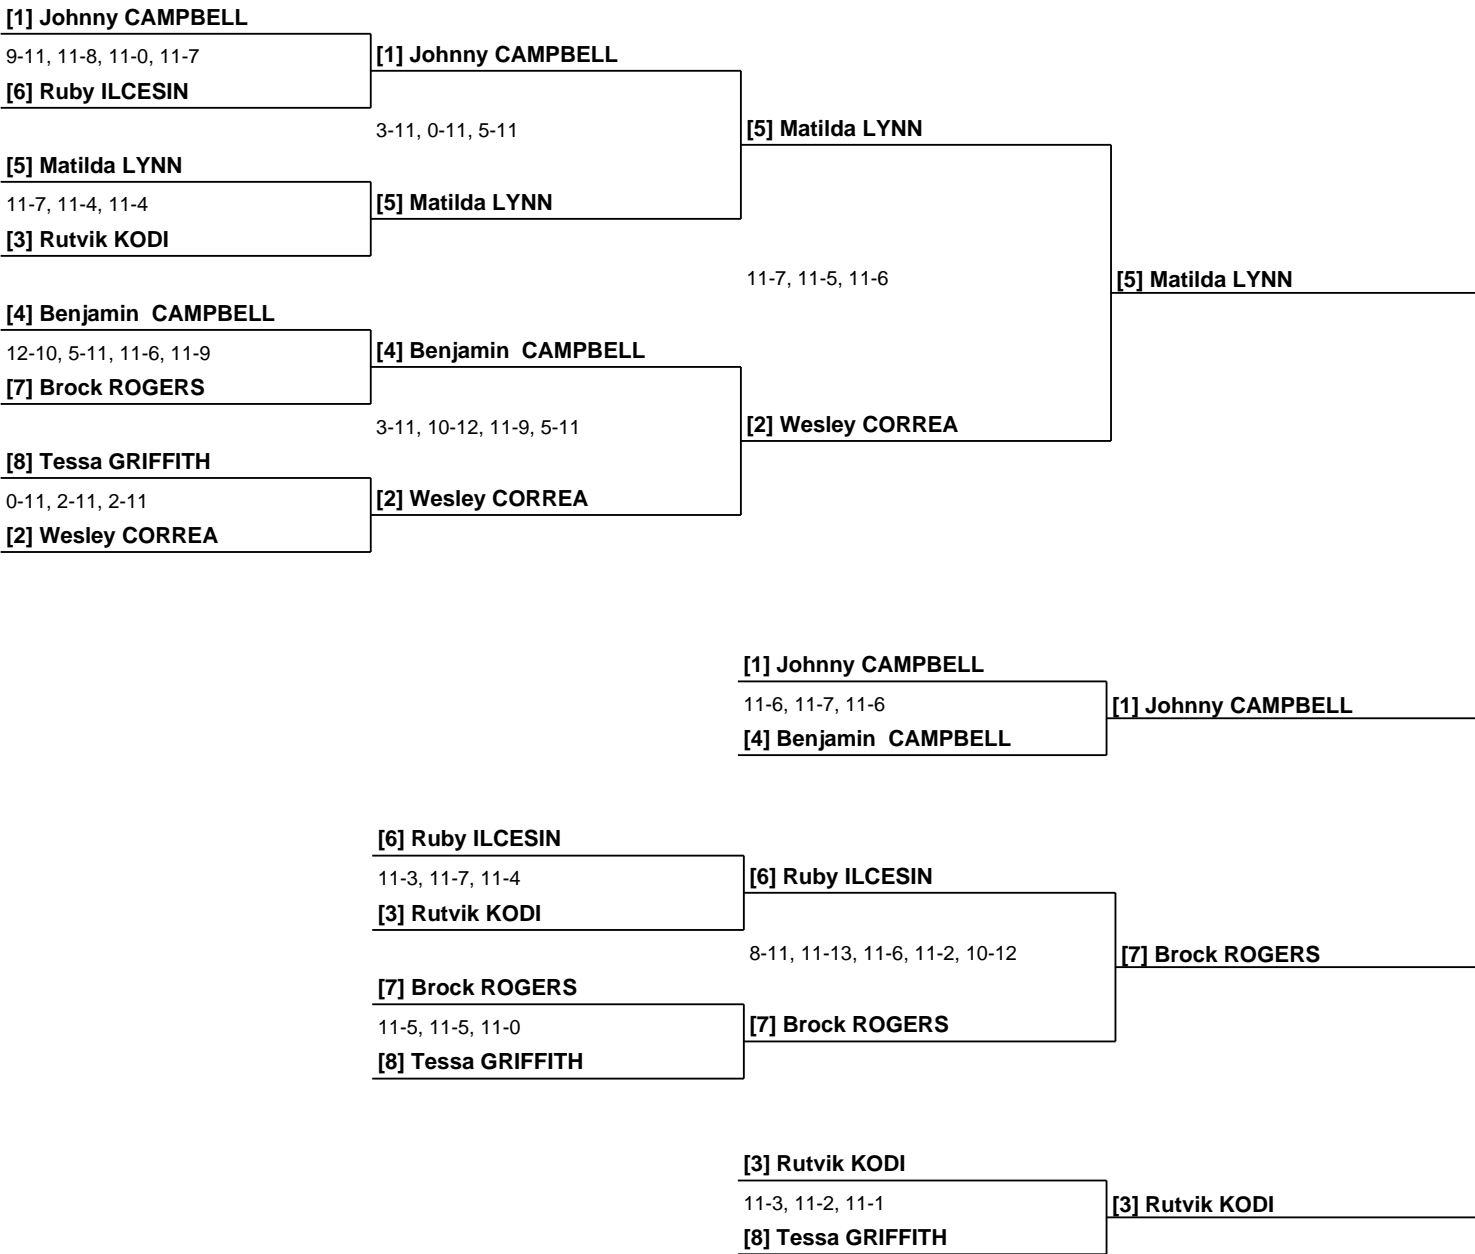 [1] Johnny CAMPBELL
9-11, 11-8, 11-0, 11-7
[6] Ruby ILCESIN
[1] Johnny CAMPBELL
3-11, 0-11, 5-11
[5] Matilda LYNN
[5] Matilda LYNN
11-7, 11-4, 11-4
[3] Rutvik KODI
[5] Matilda LYNN
11-7, 11-5, 11-6
[5] Matilda LYNN
[4] Benjamin  CAMPBELL
12-10, 5-11, 11-6, 11-9
[7] Brock ROGERS
[4] Benjamin  CAMPBELL
3-11, 10-12, 11-9, 5-11
[2] Wesley CORREA
[8] Tessa GRIFFITH
0-11, 2-11, 2-11
[2] Wesley CORREA
[2] Wesley CORREA
[1] Johnny CAMPBELL
11-6, 11-7, 11-6
[4] Benjamin  CAMPBELL
[1] Johnny CAMPBELL
[6] Ruby ILCESIN
11-3, 11-7, 11-4
[3] Rutvik KODI
[6] Ruby ILCESIN
8-11, 11-13, 11-6, 11-2, 10-12
[7] Brock ROGERS
[7] Brock ROGERS
11-5, 11-5, 11-0
[8] Tessa GRIFFITH
[7] Brock ROGERS
[3] Rutvik KODI
11-3, 11-2, 11-1
[8] Tessa GRIFFITH
[3] Rutvik KODI